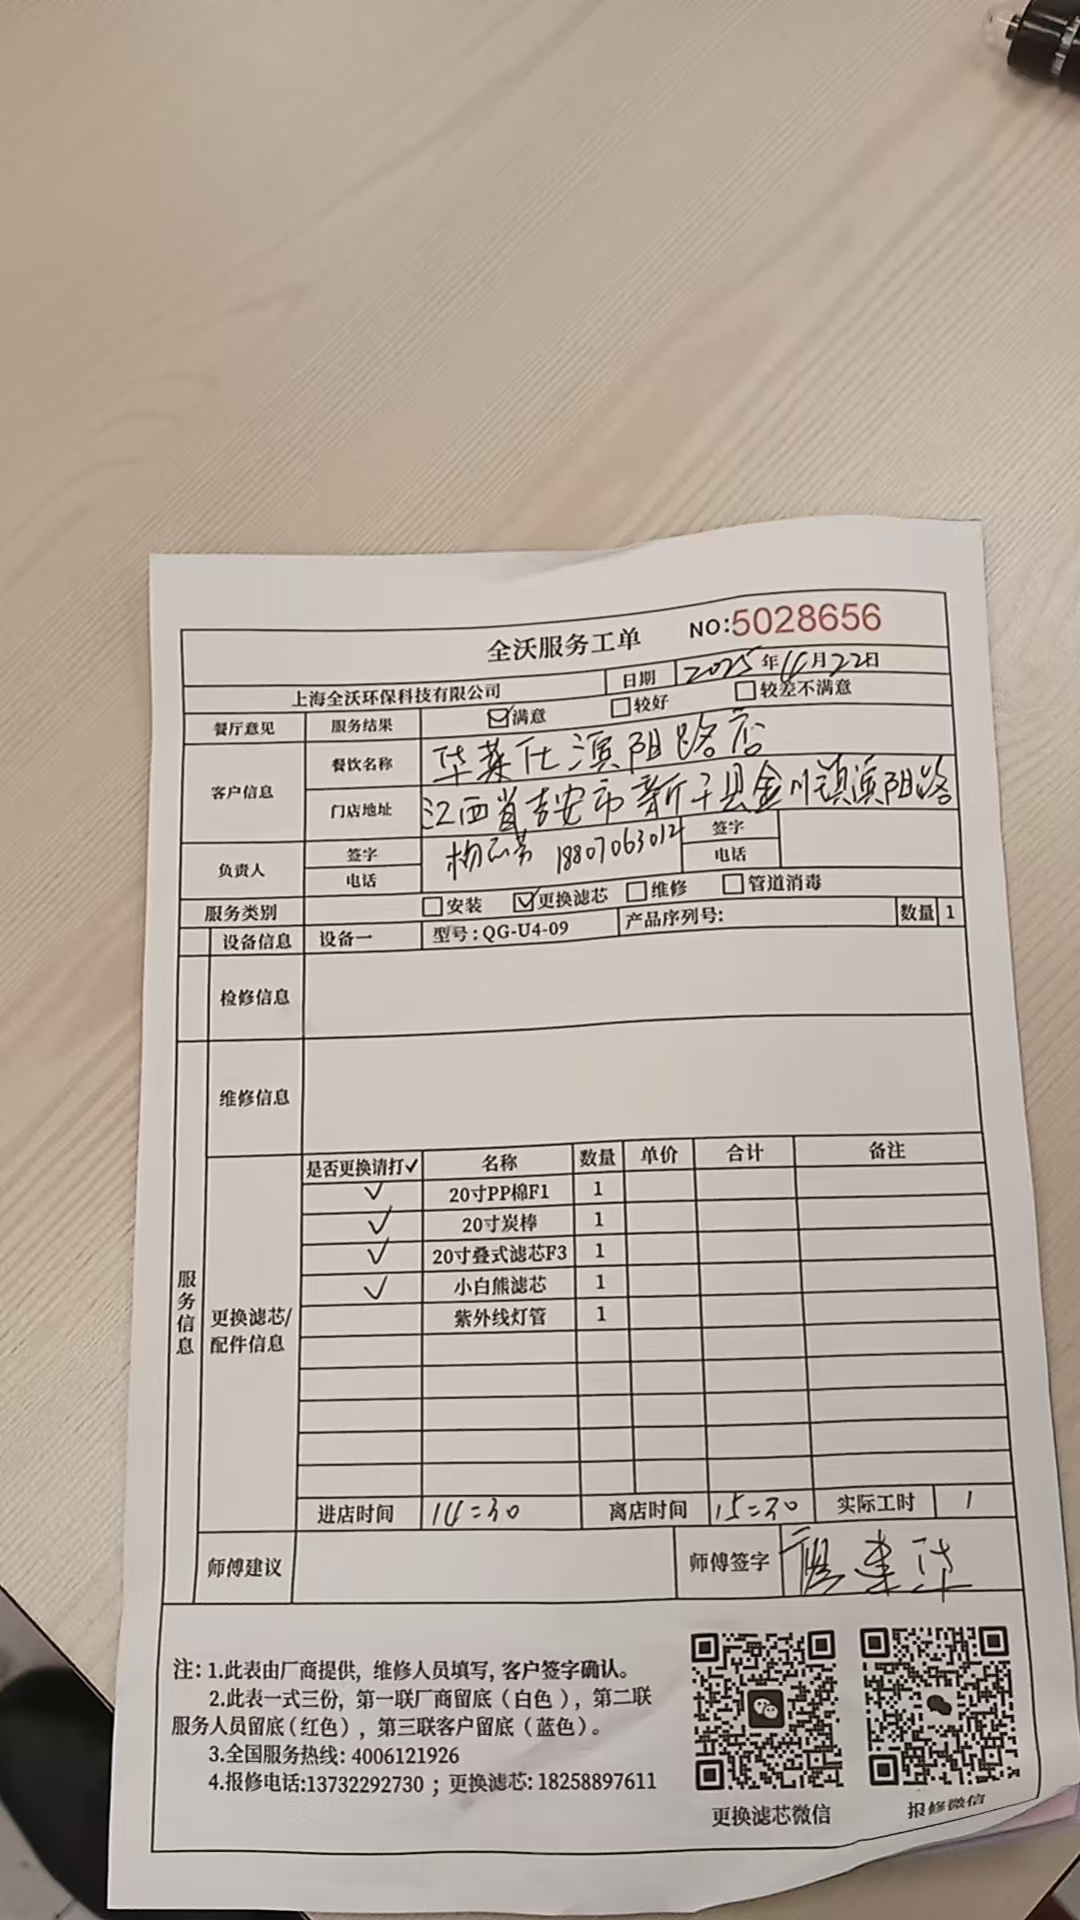 全沃服务工单 NO:5028656
上海全沃环保科技有限公司 日期 2025年11月22日
餐厅意见 服务结果 ☑满意 □较好 □较差不满意
客户信息 餐饮名称 华莱仕滨阳路店
门店地址 江西省吉安市新干县金川镇滨阳路
负责人 签字 电话 18807063012 签字 电话
服务类别 □安装 ☑更换滤芯 □维修 □管道消毒
服务信息
设备信息 设备一 型号:QG-U4-09 产品序列号: 数量 1
检修信息
维修信息
更换滤芯/配件信息
是否更换请打✓ 名称 数量 单价 合计 备注
✓ 20寸PP棉F1 1
✓ 20寸炭棒 1
✓ 20寸叠式滤芯F3 1
✓ 小白熊滤芯 1
紫外线灯管 1
进店时间 14:30 离店时间 15:30 实际工时 1
师傅建议 师傅签字
注: 1.此表由厂商提供, 维修人员填写, 客户签字确认。
2.此表一式三份, 第一联厂商留底(白色), 第二联
服务人员留底(红色), 第三联客户留底(蓝色)。
3.全国服务热线: 4006121926
4.报修电话:13732292730 ; 更换滤芯: 18258897611
更换滤芯微信 报修微信